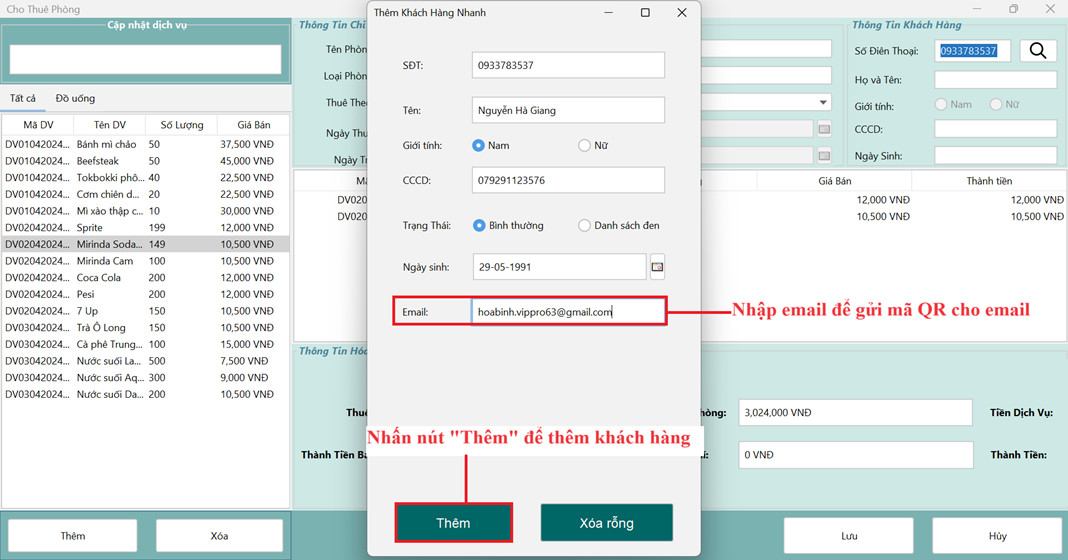 Cho Thuê Phòng
Cập nhật dịch vụ
Tất cả Đồ uống
Mã DV Tên DV Số Lượng Giá Bán
DV01042024... Bánh mì chảo 50 37,500 VNĐ
DV01042024... Beefsteak 50 45,000 VNĐ
DV01042024... Tokbokki phô... 40 22,500 VNĐ
DV01042024... Cơm chiên d... 20 22,500 VNĐ
DV01042024... Mì xào thập c... 10 30,000 VNĐ
DV02042024... Sprite 199 12,000 VNĐ
DV02042024... Mirinda Soda... 149 10,500 VNĐ
DV02042024... Mirinda Cam 100 10,500 VNĐ
DV02042024... Coca Cola 200 12,000 VNĐ
DV02042024... Pesi 200 12,000 VNĐ
DV02042024... 7 Up 150 10,500 VNĐ
DV03042024... Trà Ô Long 150 10,500 VNĐ
DV03042024... Cà phê Trung... 100 15,000 VNĐ
DV03042024... Nước suối La... 500 7,500 VNĐ
DV03042024... Nước suối Aq... 300 9,000 VNĐ
DV03042024... Nước suối Da... 200 10,500 VNĐ
Thêm Xóa
Thông Tin Chi
Tên Phòn
Loại Phòn
Thuê Theo
Ngày Thu
Ngày Tr
Thêm Khách Hàng Nhanh
SĐT: 0933783537
Tên: Nguyễn Hà Giang
Giới tính: Nam Nữ
CCCD: 079291123576
Trạng Thái: Bình thường Danh sách đen
Ngày sinh: 29-05-1991
Email: hoabinh.vippro63@gmail.com
Nhập email để gửi mã QR cho email
Nhấn nút "Thêm" để thêm khách hàng
Thêm Xóa rỗng
Thông Tin Khách Hàng
Số Điên Thoại: 0933783537
Họ và Tên:
Giới tính: Nam Nữ
CCCD:
Ngày Sinh:
Mã Giá Bán Thành tiền
DV020 12,000 VNĐ 12,000 VNĐ
DV020 10,500 VNĐ 10,500 VNĐ
Thông Tin Hóa
Thuê hòng: 3,024,000 VNĐ Tiền Dịch Vụ:
Thành Tiền Bằ í: 0 VNĐ Thành Tiền:
Lưu Hủy